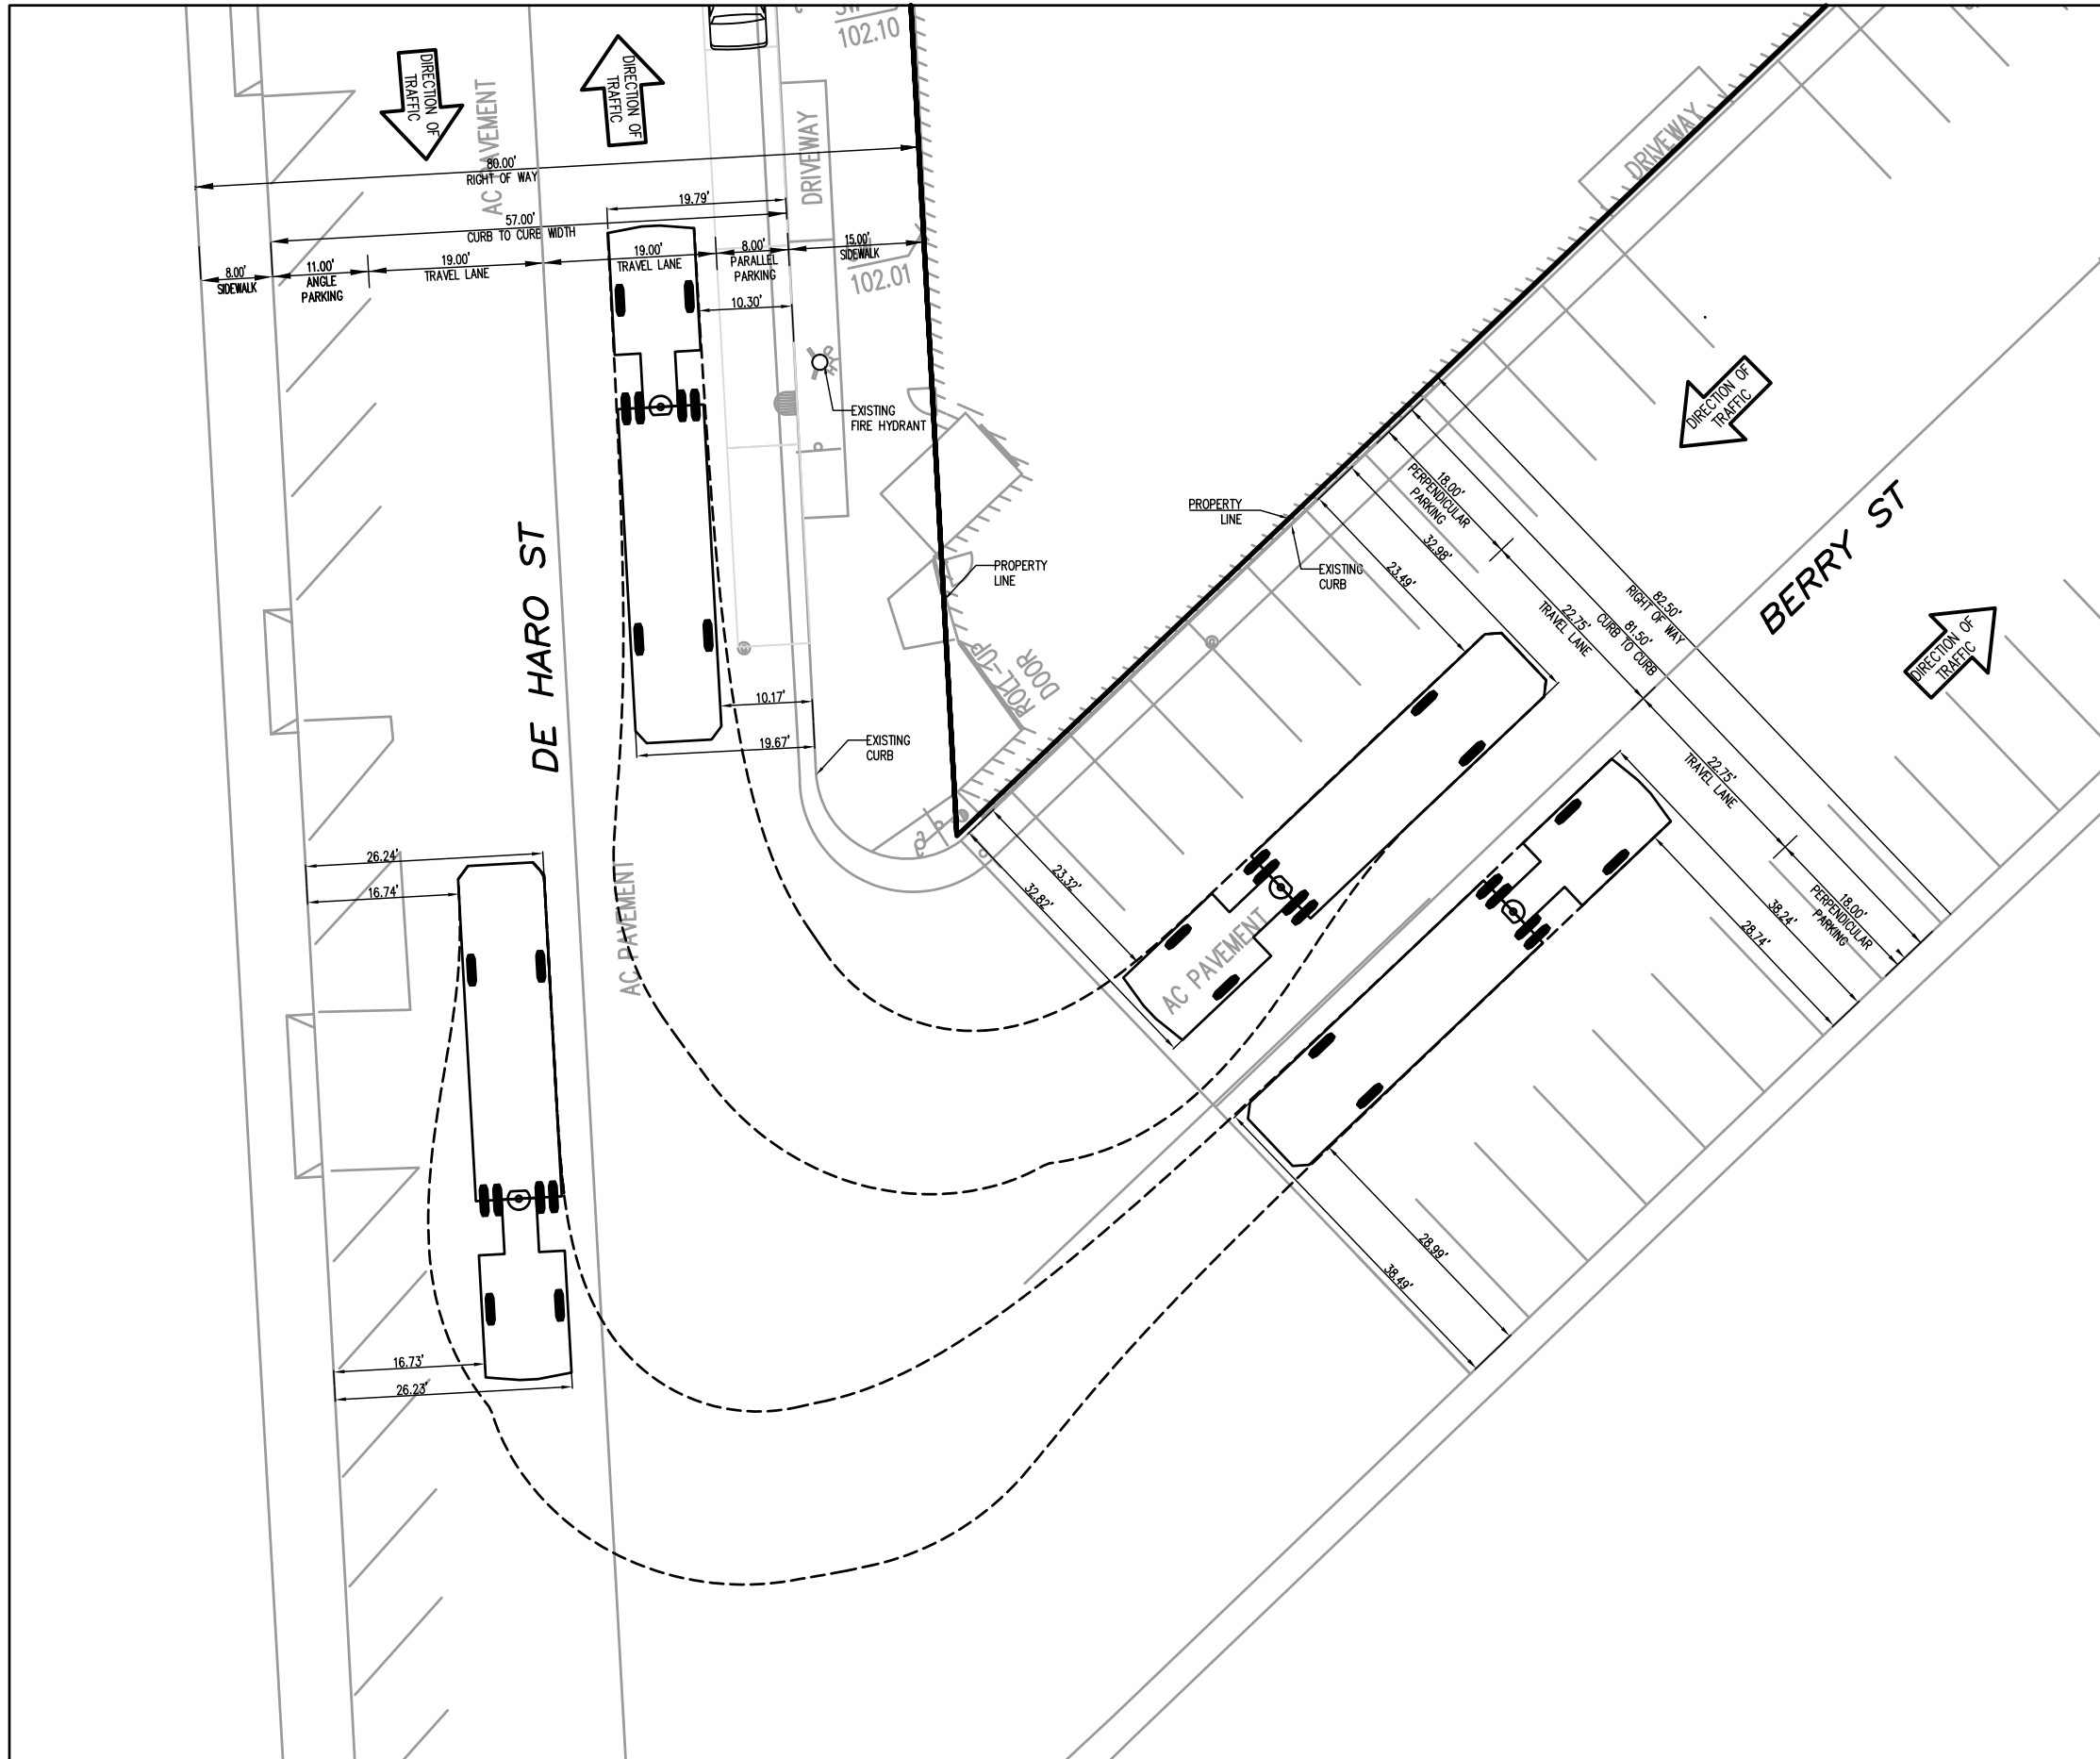 102.10
DIRECTION OF
TRAFFIC
DIRECTION OF
TRAFFIC
AC PAVEMENT
DRIVEWAY
DRIVEWAY
80.00'
RIGHT OF WAY
19.79'
57.00'
CURB TO CURB WIDTH
8.00'
SIDEWALK
11.00'
ANGLE
PARKING
19.00'
TRAVEL LANE
19.00'
TRAVEL LANE
8.00'
PARALLEL
PARKING
15.00'
SIDEWALK
102.01
10.30'
EXISTING
FIRE HYDRANT
DE HARO ST
PROPERTY
LINE
ROLL-UP
DOOR
10.17'
19.67'
EXISTING
CURB
PROPERTY
LINE
EXISTING
CURB
DIRECTION OF
TRAFFIC
BERRY ST
DIRECTION OF
TRAFFIC
18.00'
PERPENDICULAR
PARKING
32.98'
23.49'
22.75'
TRAVEL LANE
81.50'
CURB TO CURB
82.50'
RIGHT OF WAY
22.75'
TRAVEL LANE
18.00'
PERPENDICULAR
PARKING
38.24'
28.74'
26.24'
16.74'
AC PAVEMENT
23.32'
32.82'
AC PAVEMENT
28.99'
38.49'
16.73'
26.23'